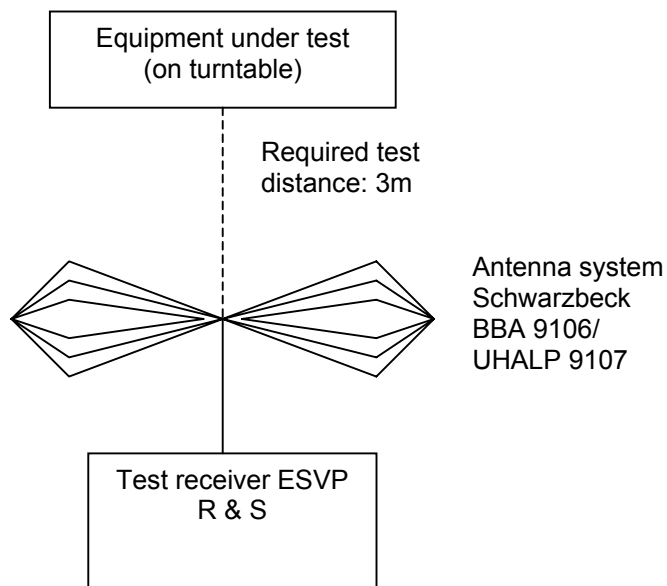 Equipment under test
(on turntable)
Required test
distance: 3m
Antenna system
Schwarzbeck
BBA 9106/
UHALP 9107
Test receiver ESVP
R & S